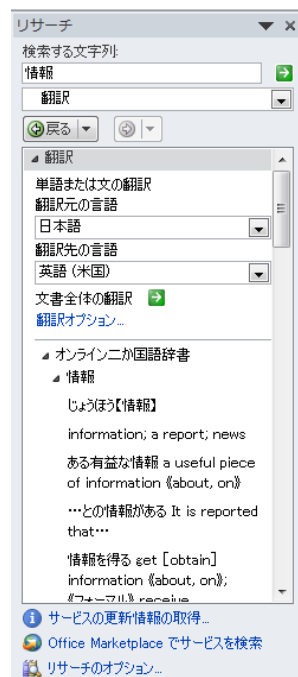 リサーチ
検索する文字列:
情報
翻訳
戻る
翻訳
単語または文の翻訳
翻訳元の言語
日本語
翻訳先の言語
英語 (米国)
文書全体の翻訳
翻訳オプション...
オンライン二か国語辞書
情報
じょうほう【情報】
information; a report; news
ある有益な情報 a useful piece
of information 《about, on》
…との情報がある It is reported
that…
情報を得る get [obtain]
information 《about, on》;
《フォーマル》 receive
サービスの更新情報の取得...
Office Marketplace でサービスを検索
リサーチのオプション...